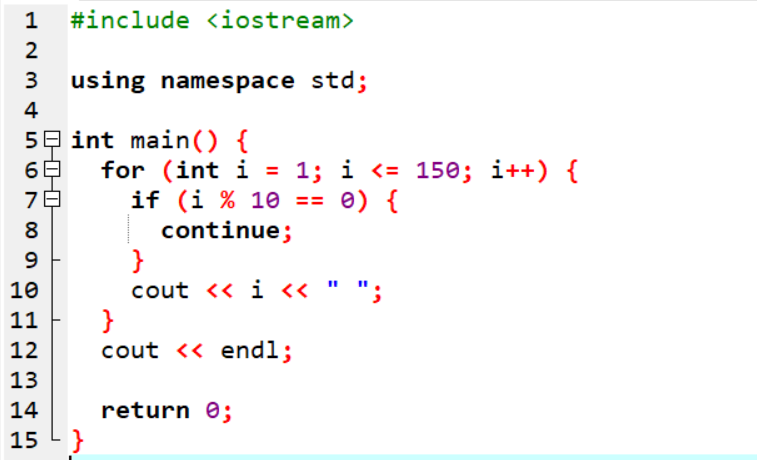 1 #include <iostream>
2
3 using namespace std;
4
5 int main() {
6   for (int i = 1; i <= 150; i++) {
7     if (i % 10 == 0) {
8       continue;
9     }
10     cout << i << " ";
11   }
12   cout << endl;
13
14   return 0;
15 }